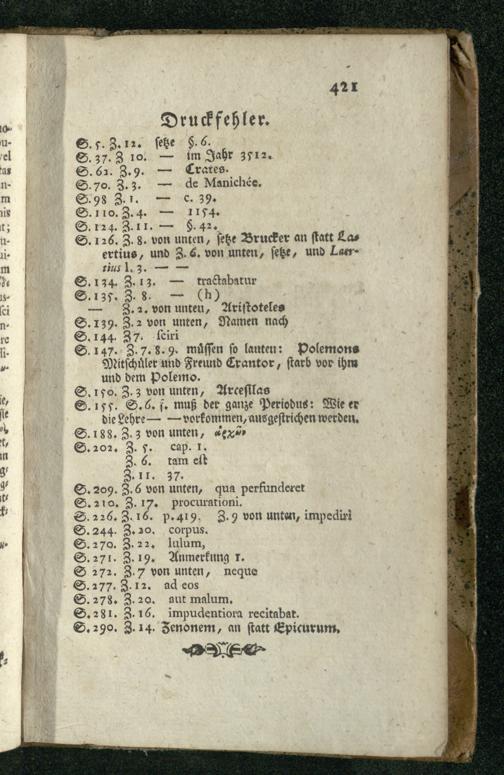 421
Druckfehler.
S. 5. Z. 12. setze §. 6.
S. 37. Z 10. — im Jahr 3512.
S. 62. Z. 9. — Crates.
S. 70. Z. 3. — de Manichée.
S. 98 Z. 1. — c. 39.
S. 110. Z. 4. — 1154.
S. 124. Z. 11. — §. 42.
S. 126. Z. 8. von unten, setze Brucker an statt La-
ertius, und Z. 6. von unten, setze, und Laer-
tius l. 3. — —
S. 134. Z. 13. — tractabatur
S. 135. Z. 8. — (h)
— Z. 2. von unten, Aristoteles
S. 139. Z. 2 von unten, Namen nach
S. 144. Z 7. sciri
S. 147. Z. 7. 8. 9. müssen so lauten: Polemons
Mitschüler und Freund Crantor, starb vor ihm
und dem Polemo.
S. 150. Z. 3 von unten, Arcesilas
S. 155. S. 6. j. muß der ganze Periodus: Wie er
die Lehre — — vorkommen, ausgestrichen werden.
S. 188. Z. 3 von unten, ἀρχῶν
S. 202. Z. 5. cap. 1.
Z. 6. tam est
Z. 11. 37.
S. 209. Z. 6 von unten, qua perfunderet
S. 210. Z. 17. procurationi.
S. 226. Z. 16. p. 419. Z. 9 von unten, impediri
S. 244. Z. 20. corpus.
S. 270. Z. 22. lulum,
S. 271. Z. 19. Anmerkung 1.
S 272. Z. 7 von unten, neque
S. 277. Z. 12. ad eos
S. 278. Z. 20. aut malum.
S. 281. Z. 16. impudentiora recitabat.
S. 290. Z. 14. Zenonem, an statt Epicurum.